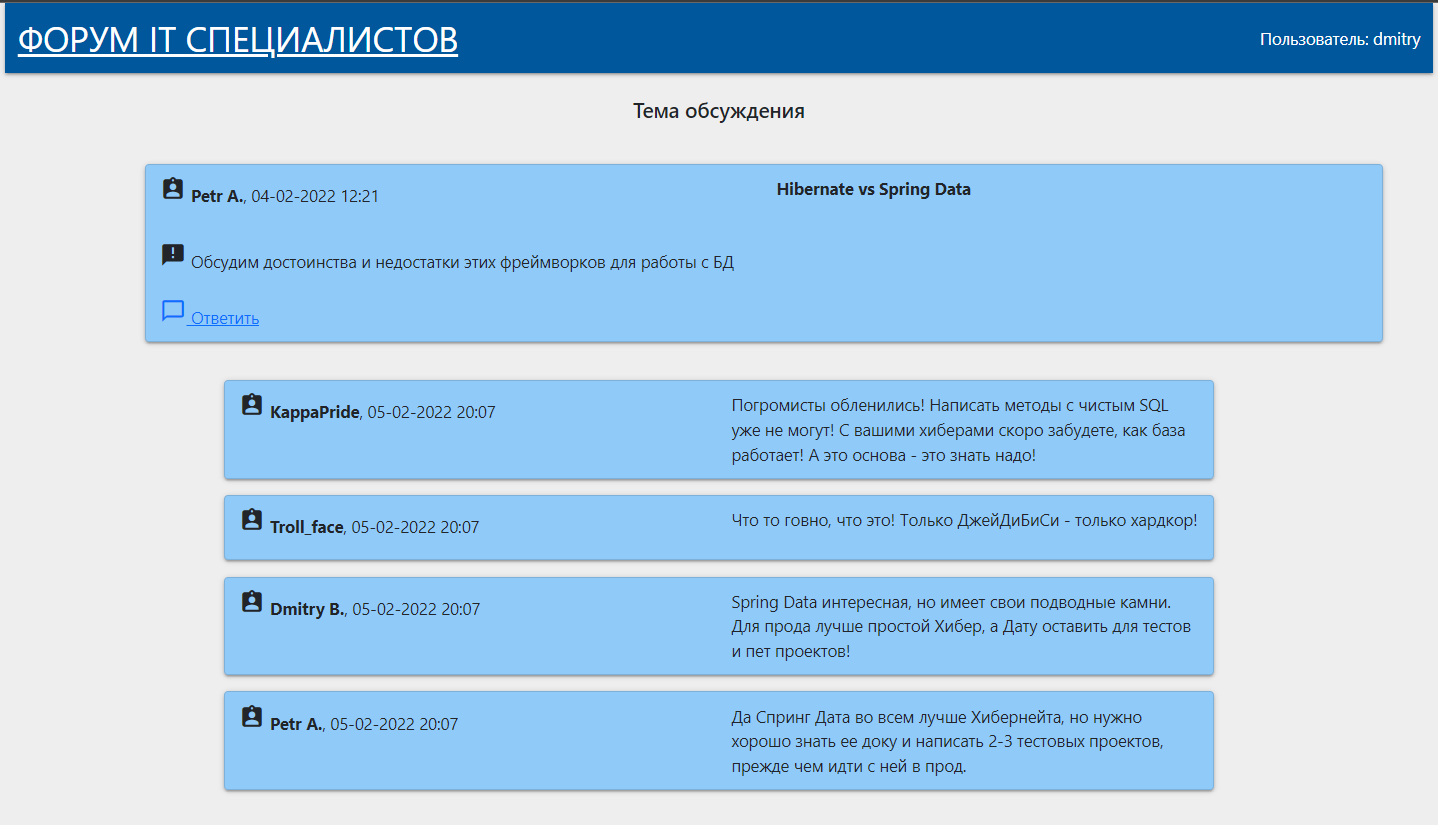 ФОРУМ IT СПЕЦИАЛИСТОВ
Пользователь: dmitry
Тема обсуждения
Petr A., 04-02-2022 12:21
Hibernate vs Spring Data
Обсудим достоинства и недостатки этих фреймворков для работы с БД
Ответить
KappaPride, 05-02-2022 20:07
Погромисты обленились! Написать методы с чистым SQL
уже не могут! С вашими хиберами скоро забудете, как база
работает! А это основа - это знать надо!
Troll_face, 05-02-2022 20:07
Что то говно, что это! Только ДжейДиБиСи - только хардкор!
Dmitry B., 05-02-2022 20:07
Spring Data интересная, но имеет свои подводные камни.
Для прода лучше простой Хибер, а Дату оставить для тестов
и пет проектов!
Petr A., 05-02-2022 20:07
Да Спринг Дата во всем лучше Хибернейта, но нужно
хорошо знать ее доку и написать 2-3 тестовых проектов,
прежде чем идти с ней в прод.